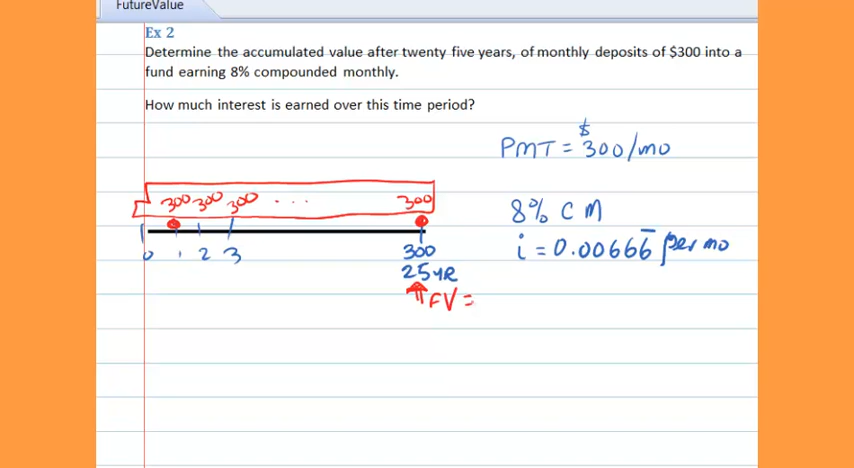 FutureValue
Ex 2
Determine the accumulated value after twenty five years, of monthly deposits of $300 into a
fund earning 8% compounded monthly.
How much interest is earned over this time period?
PMT = $300/mo
300 300 300 ... 300
8% CM
0 1 2 3 300
i = 0.00666̅ per mo
25 YR
FV =